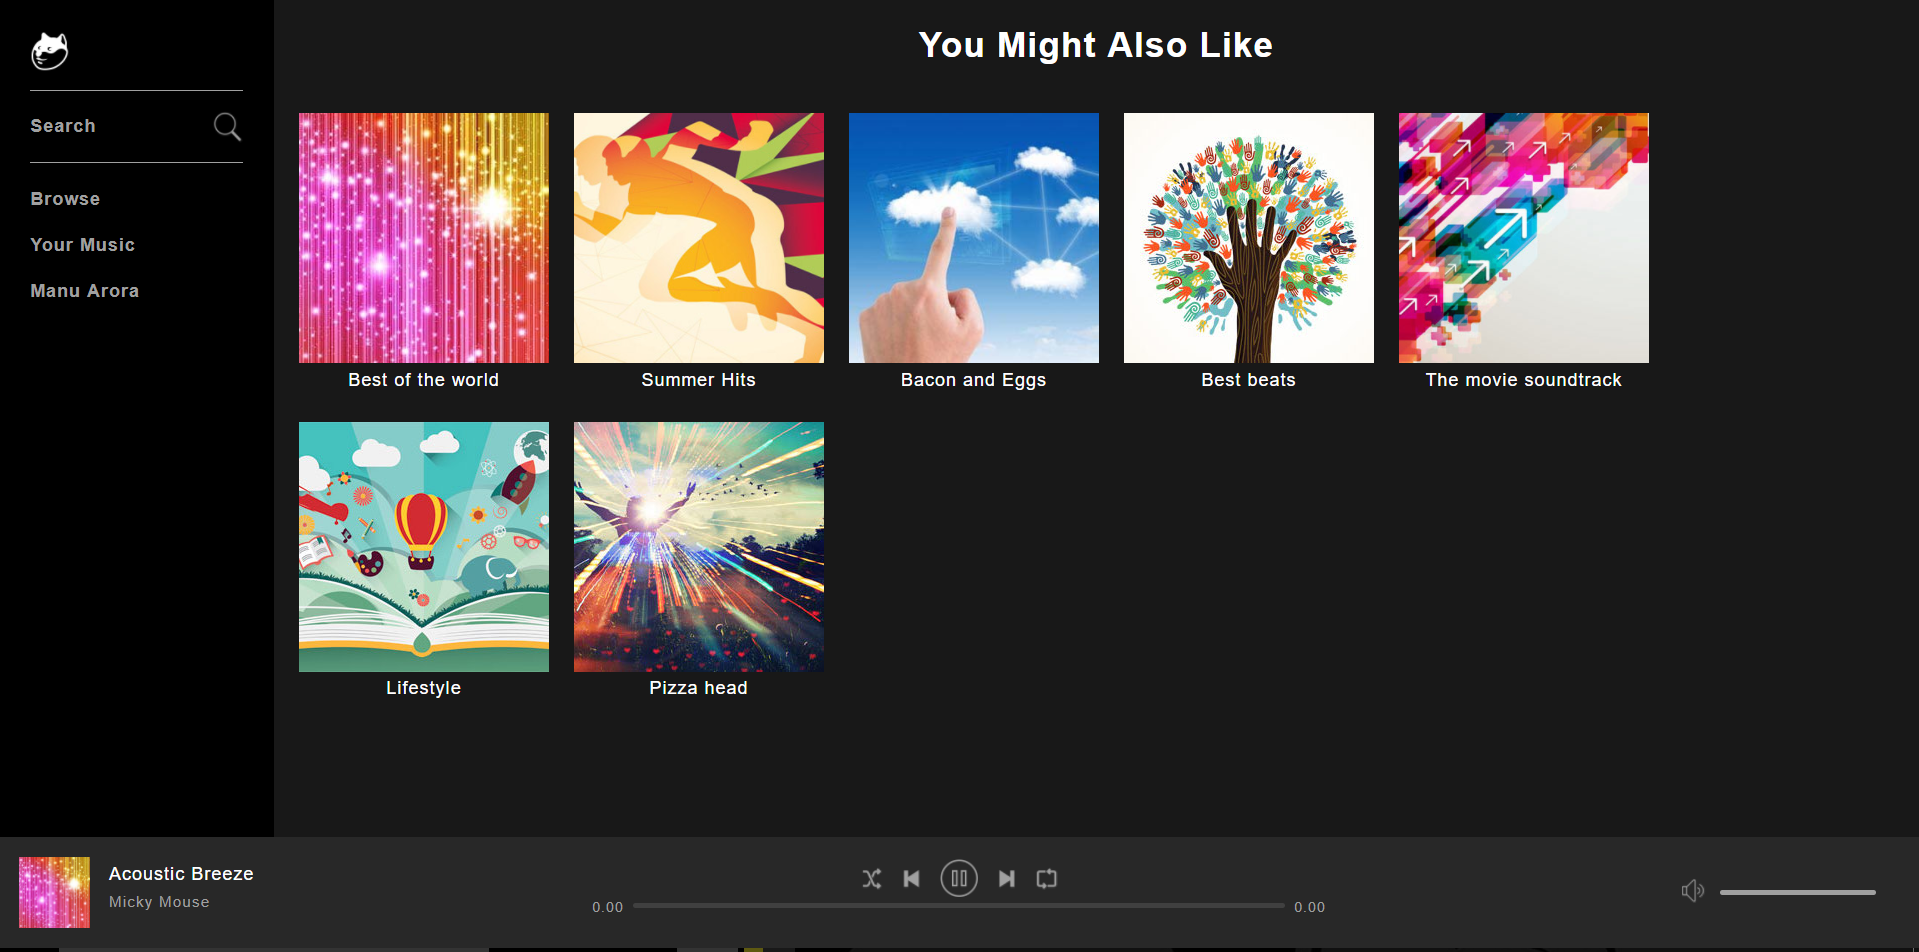 You Might Also Like
Search
Browse
Your Music
Manu Arora
Best of the world
Summer Hits
Bacon and Eggs
Best beats
The movie soundtrack
Lifestyle
Pizza head
Acoustic Breeze
Micky Mouse
0.00
0.00